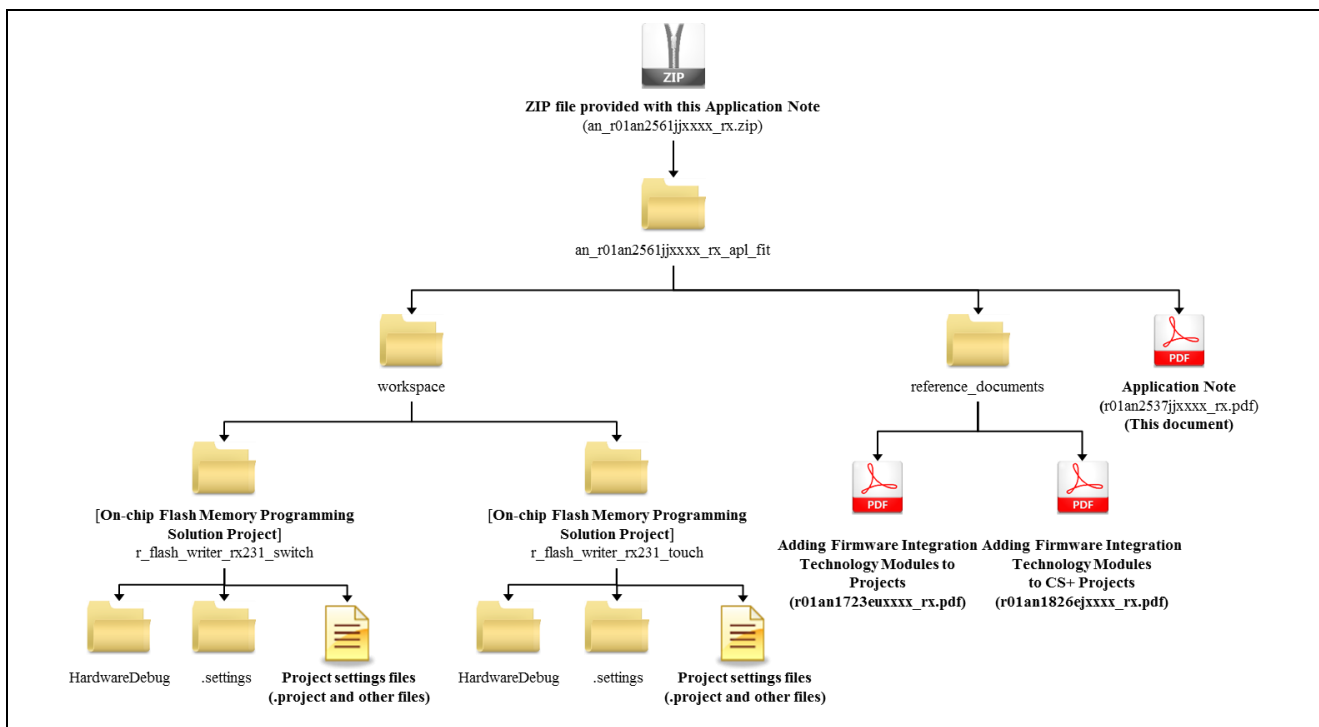 ZIP
ZIP file provided with this Application Note
(an_r01an2561jjxxxx_rx.zip)
an_r01an2561jjxxxx_rx_apl_fit
workspace
reference_documents
PDF
Application Note
(r01an2537jjxxxx_rx.pdf)
(This document)
[On-chip Flash Memory Programming
Solution Project]
r_flash_writer_rx231_switch
[On-chip Flash Memory Programming
Solution Project]
r_flash_writer_rx231_touch
PDF
Adding Firmware Integration
Technology Modules to
Projects
(r01an1723euxxxx_rx.pdf)
PDF
Adding Firmware Integration
Technology Modules
to CS+ Projects
(r01an1826ejxxxx_rx.pdf)
HardwareDebug
.settings
Project settings files
(.project and other files)
HardwareDebug
.settings
Project settings files
(.project and other files)